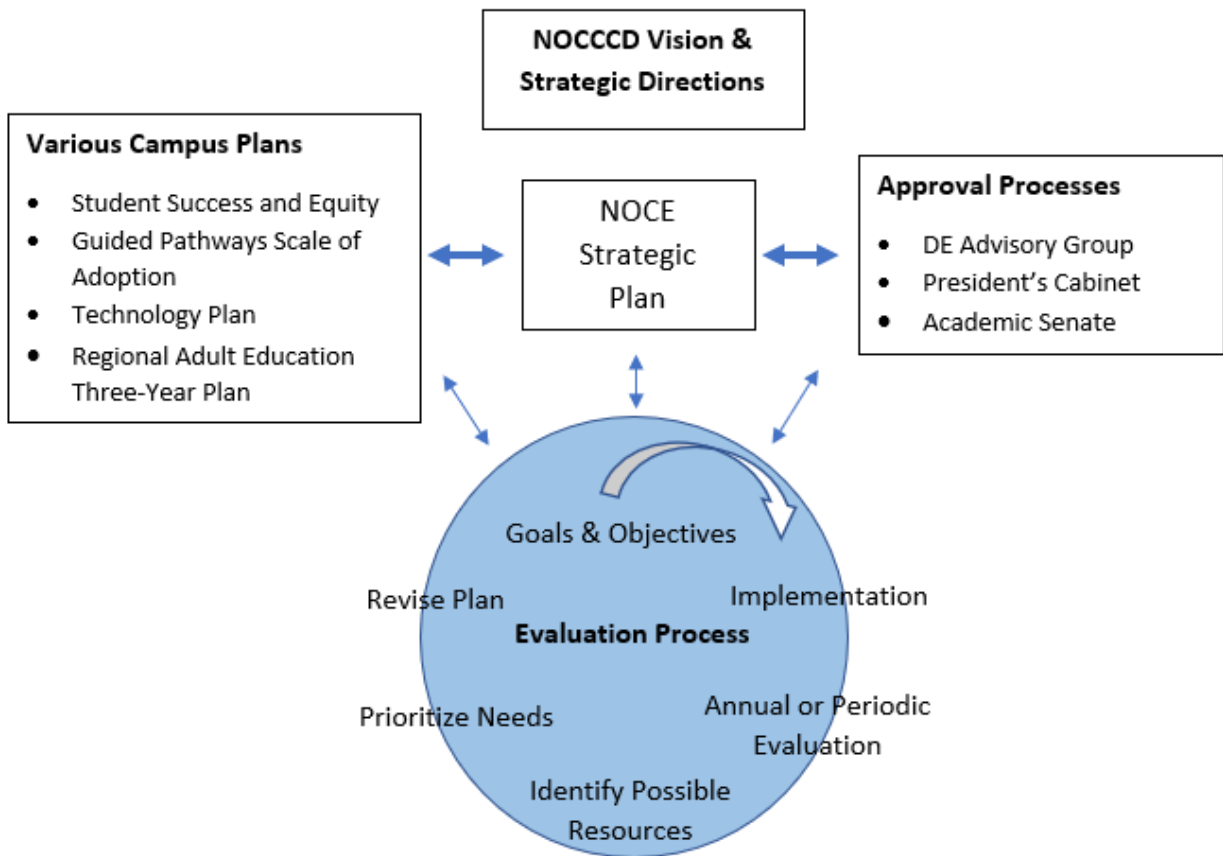 NOCCCD Vision &
Strategic Directions
Various Campus Plans
• Student Success and Equity
• Guided Pathways Scale of
Adoption
• Technology Plan
• Regional Adult Education
Three-Year Plan
NOCE
Strategic
Plan
Approval Processes
• DE Advisory Group
• President’s Cabinet
• Academic Senate
Goals & Objectives
Revise Plan
Implementation
Evaluation Process
Prioritize Needs
Annual or Periodic
Evaluation
Identify Possible
Resources